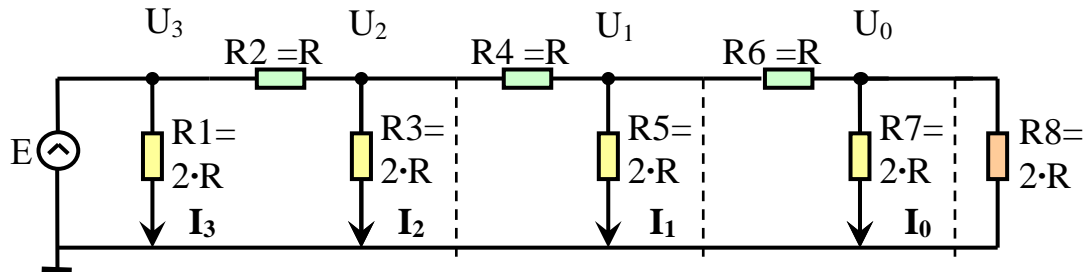 U₃ U₂ U₁ U₀
R2 =R R4 =R R6 =R
E R1= R3= R5= R7= R8=
2·R 2·R 2·R 2·R 2·R
I₃ I₂ I₁ I₀